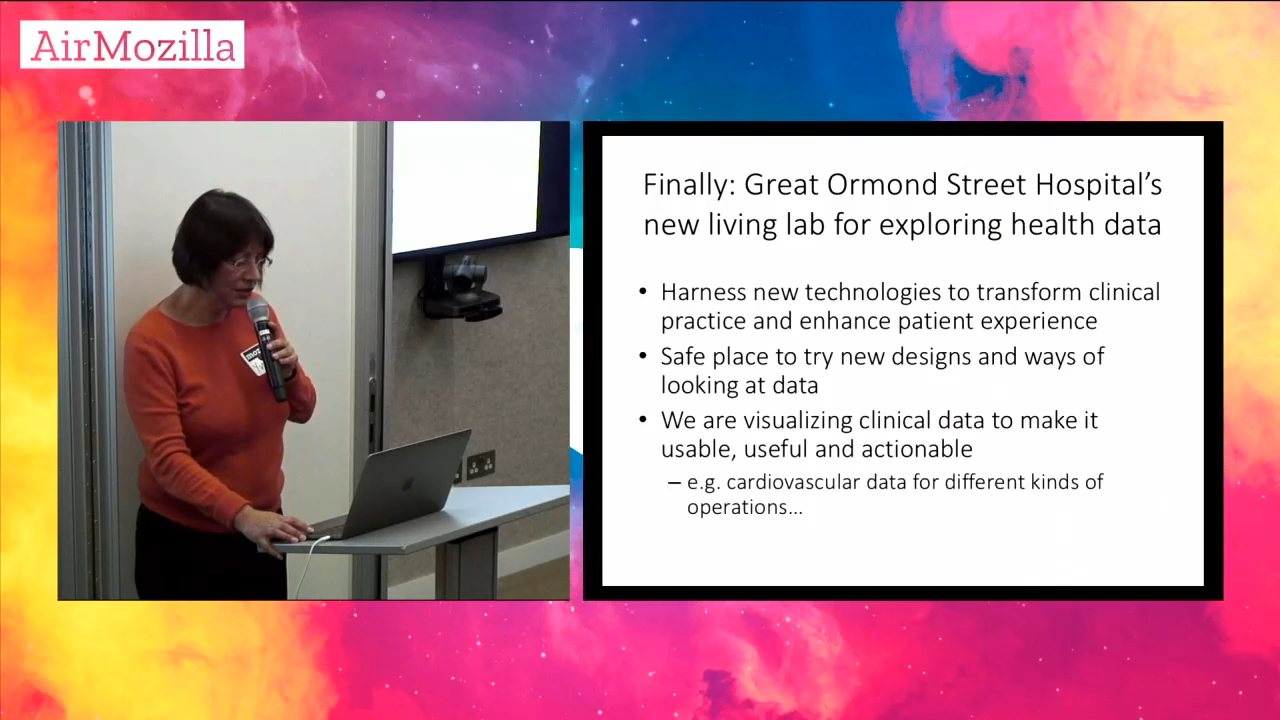 AirMozilla
Finally: Great Ormond Street Hospital's
new living lab for exploring health data
• Harness new technologies to transform clinical
practice and enhance patient experience
• Safe place to try new designs and ways of
looking at data
• We are visualizing clinical data to make it
usable, useful and actionable
– e.g. cardiovascular data for different kinds of
operations...